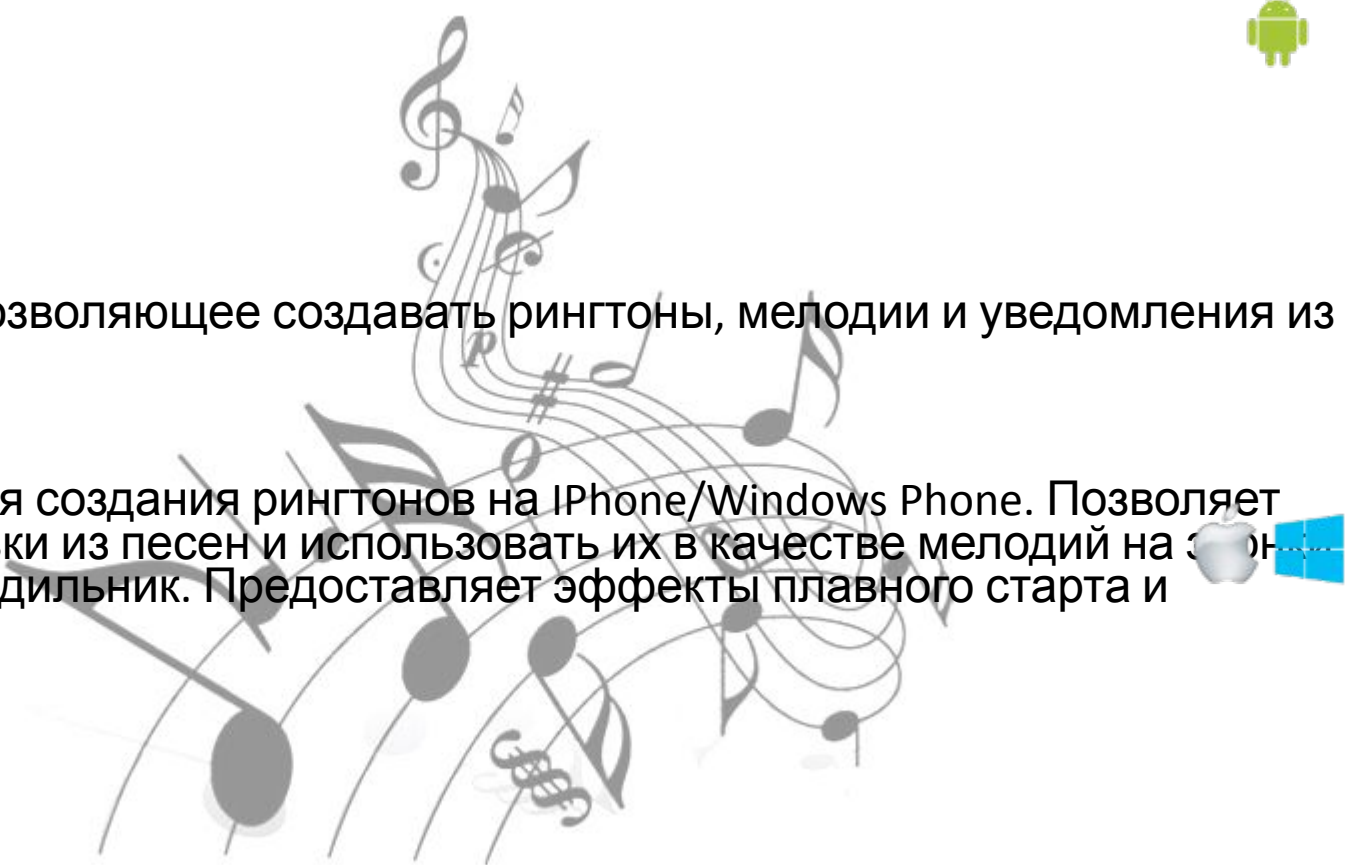 озволяющее создавать рингтоны, мелодии и уведомления из
я создания рингтонов на IPhone/Windows Phone. Позволяет
ки из песен и использовать их в качестве мелодий на
дильник. Предоставляет эффекты плавного старта и